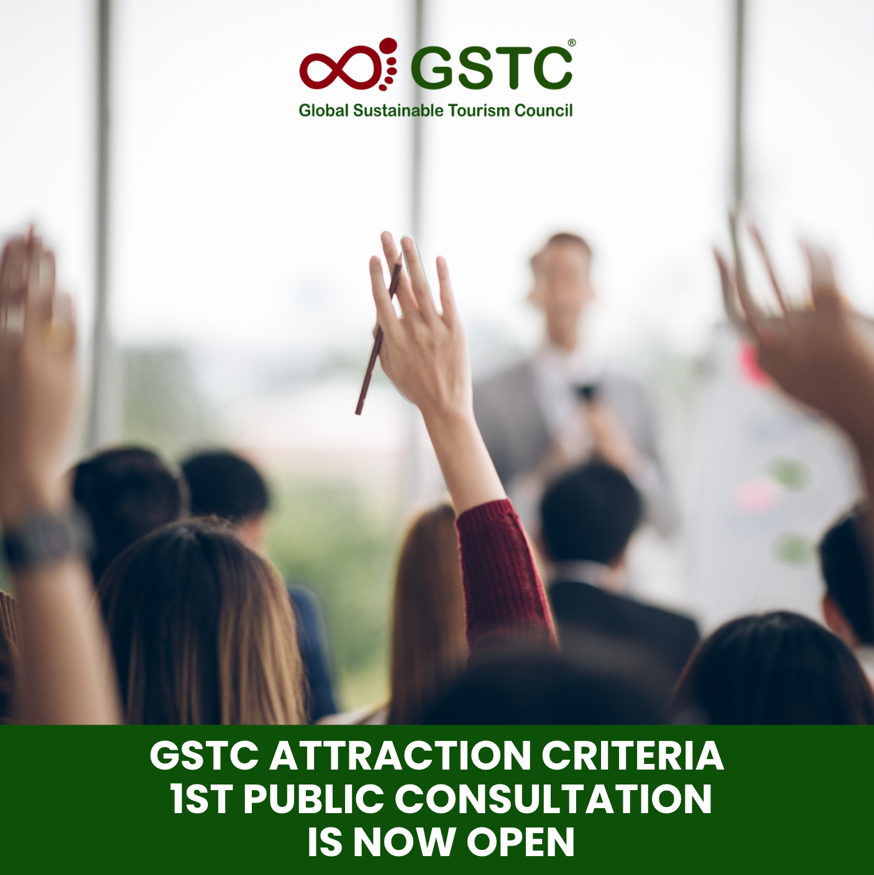 GSTC®
Global Sustainable Tourism Council
GSTC ATTRACTION CRITERIA
1ST PUBLIC CONSULTATION
IS NOW OPEN